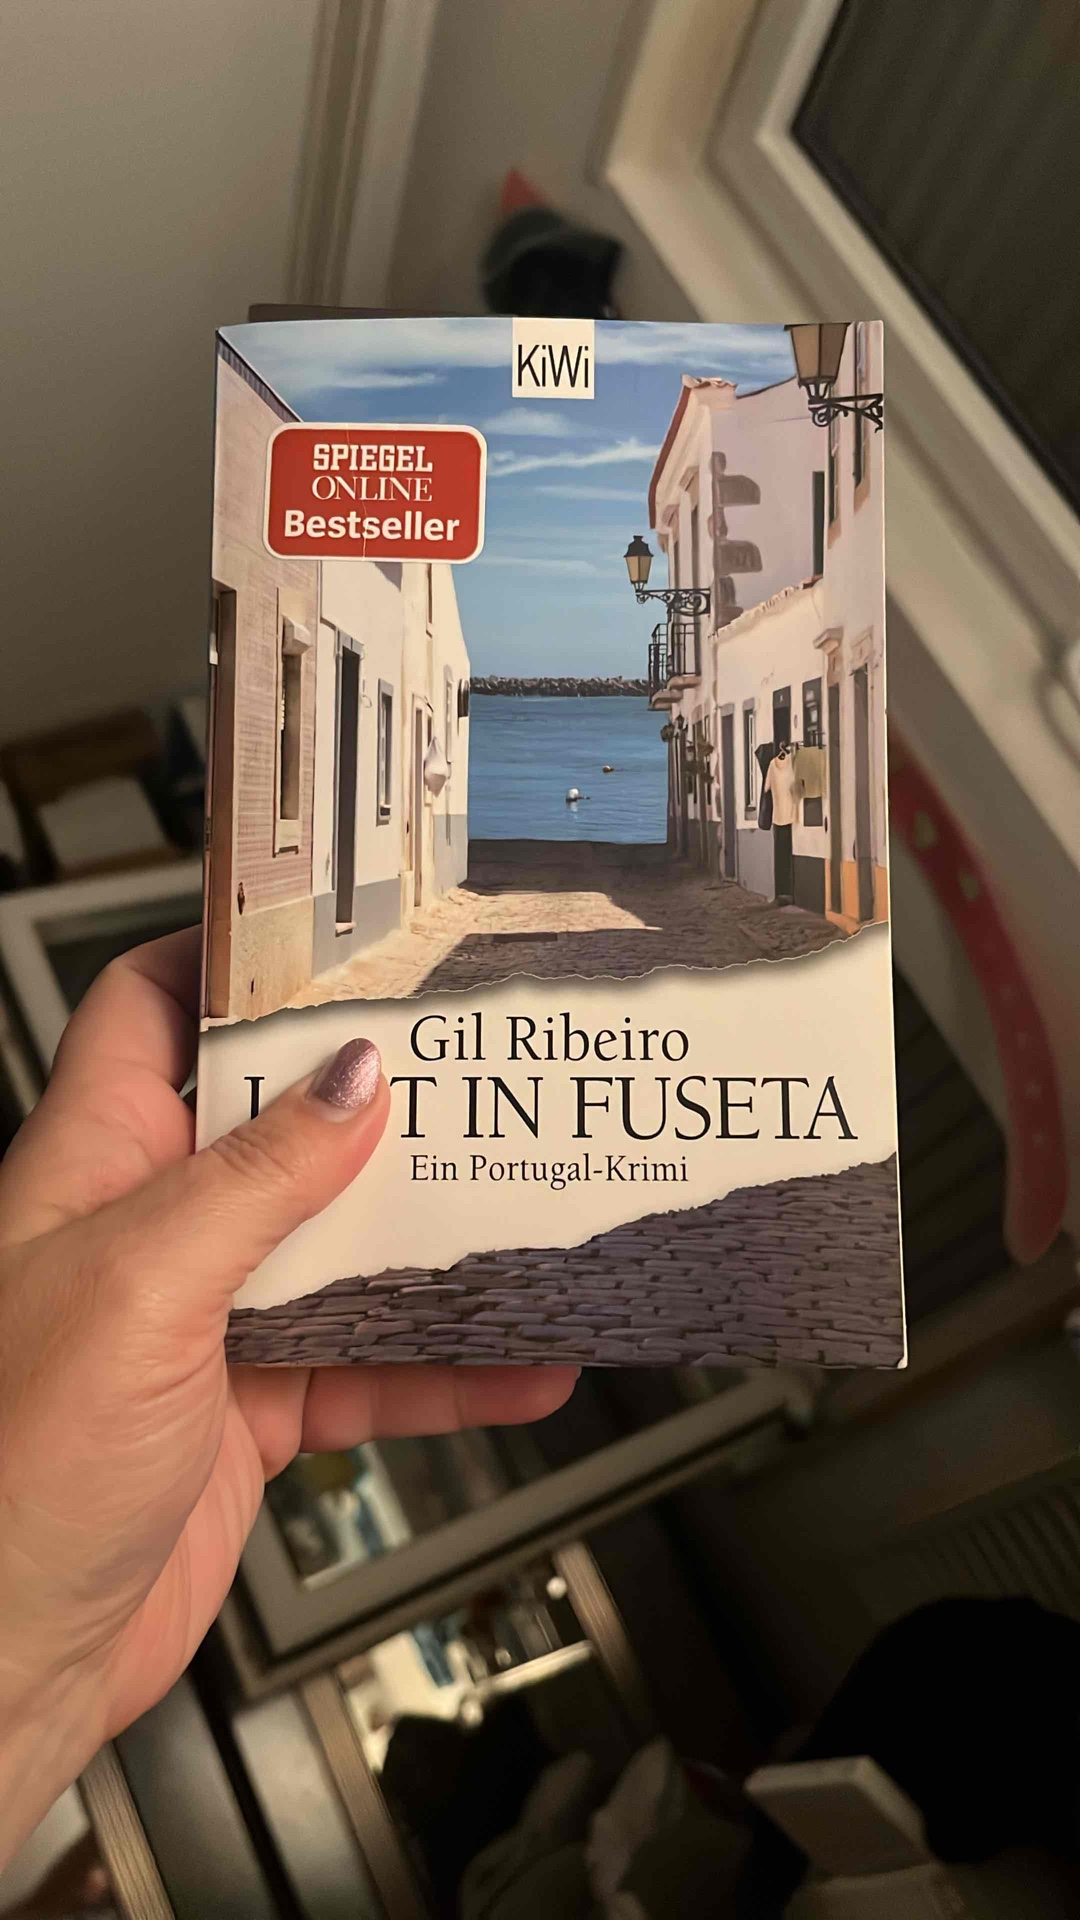 KiWi
SPIEGEL
ONLINE
Bestseller
Gil Ribeiro
IN FUSETA
Ein Portugal-Krimi